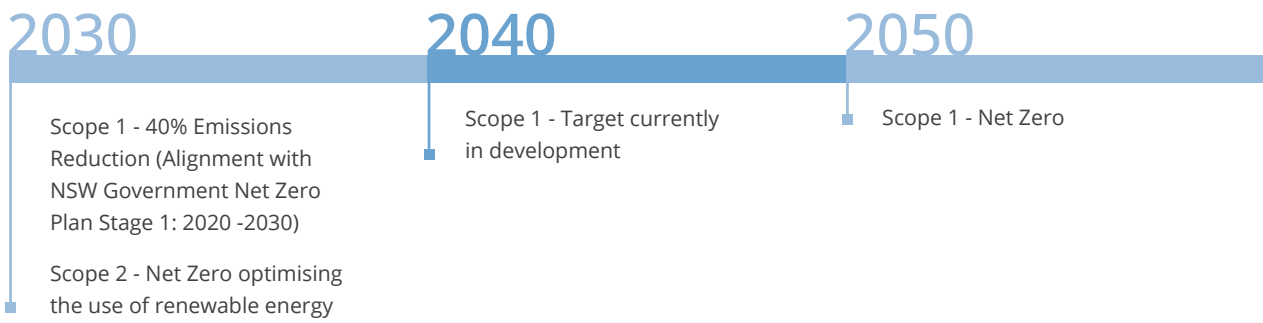 2030
Scope 1 - 40% Emissions
Reduction (Alignment with
NSW Government Net Zero
Plan Stage 1: 2020 -2030)
Scope 2 - Net Zero optimising
the use of renewable energy
2040
Scope 1 - Target currently
in development
2050
Scope 1 - Net Zero